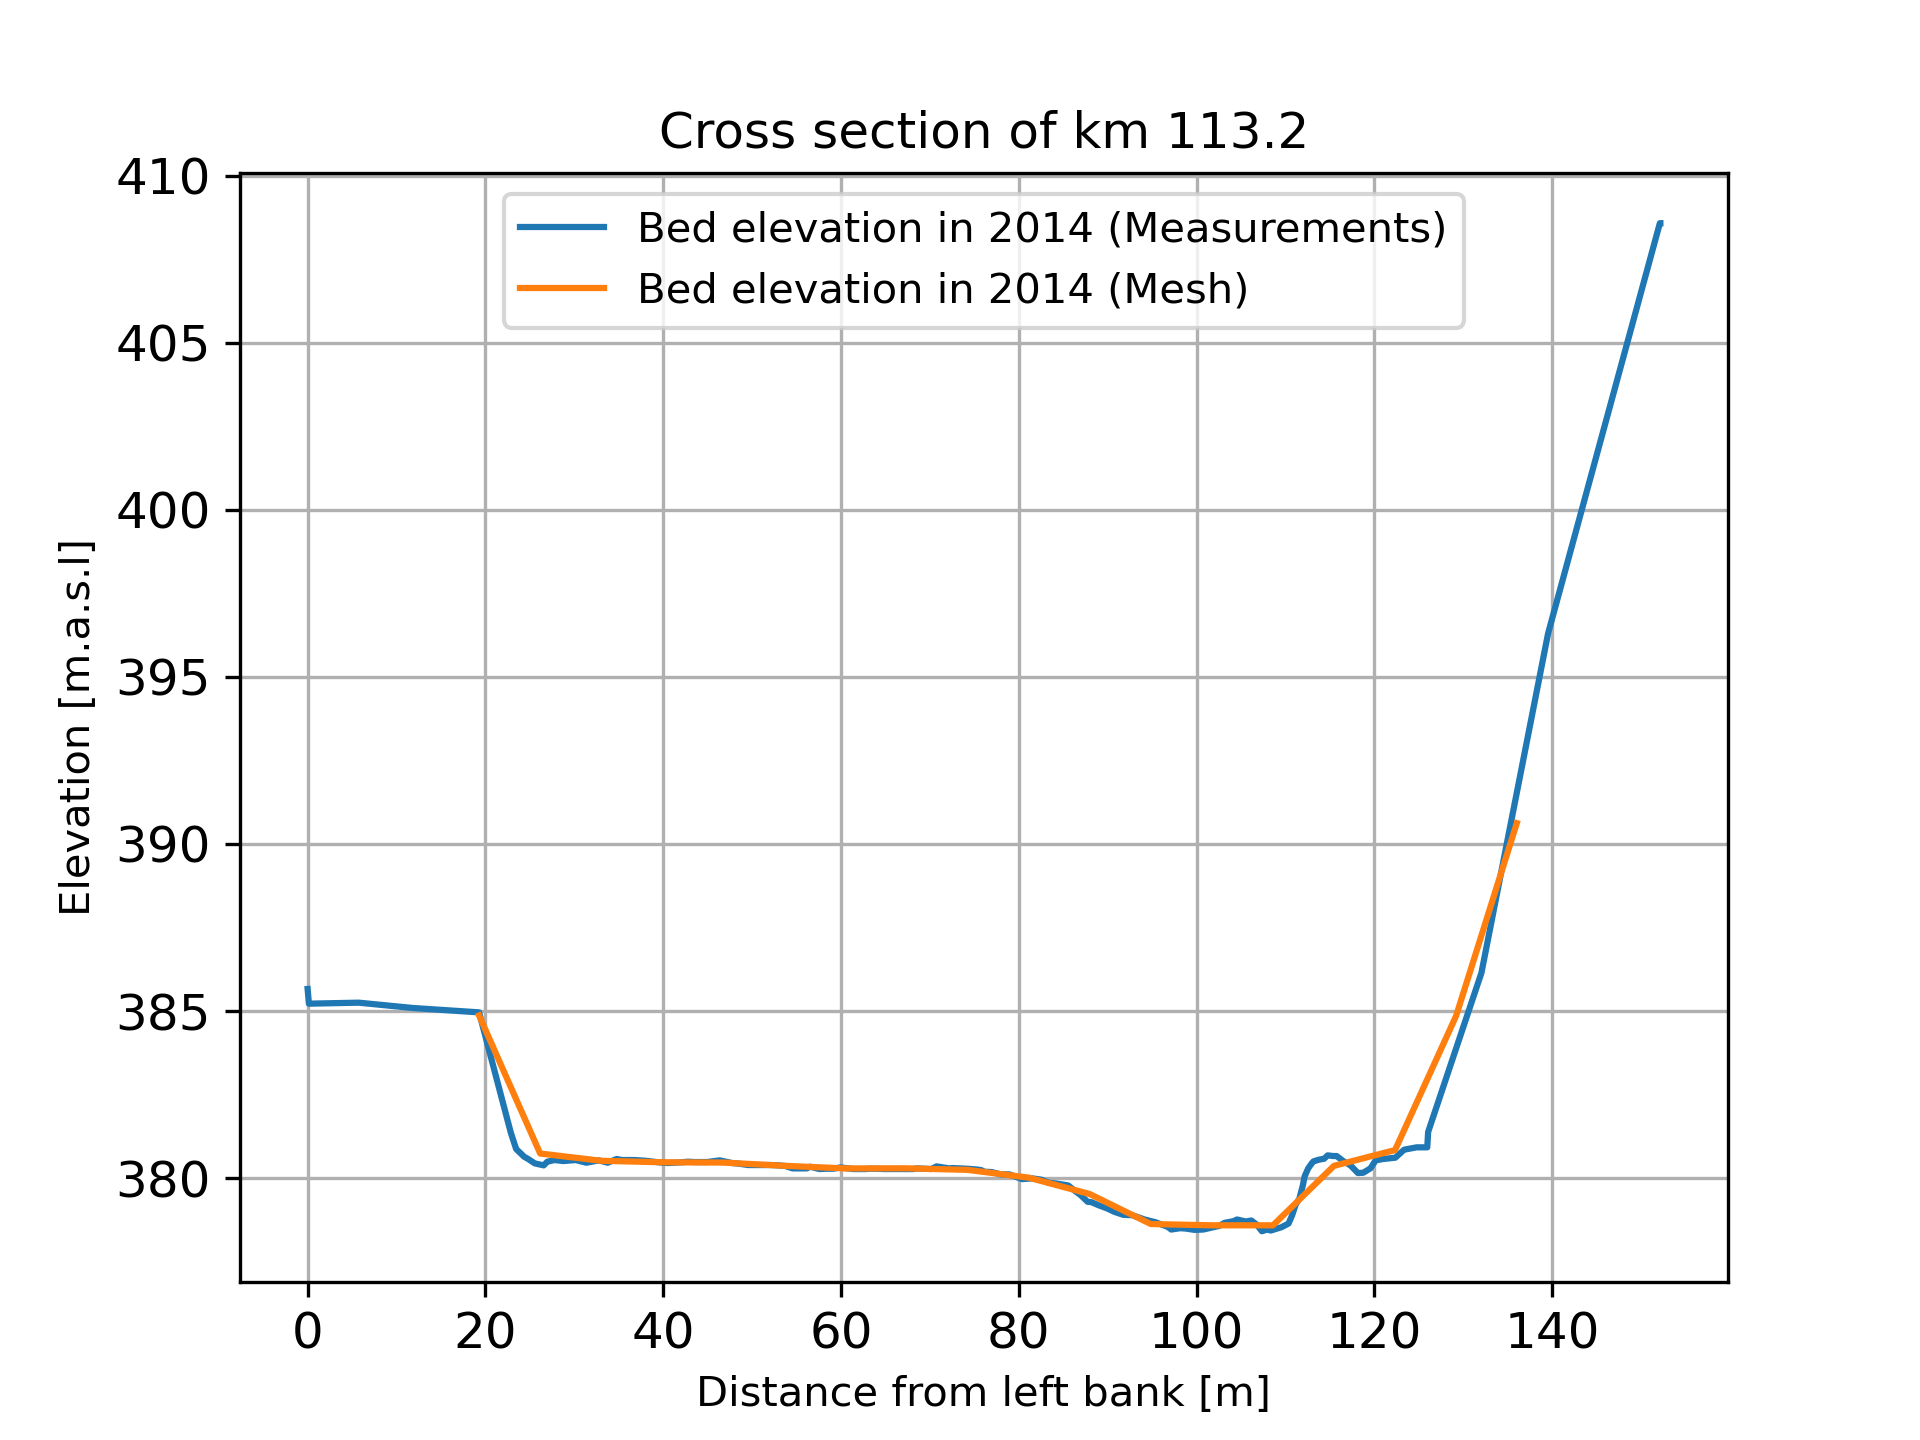 Cross section of km 113.2
410
405
400
395
390
385
380
Elevation [m.a.s.l]
Bed elevation in 2014 (Measurements)
Bed elevation in 2014 (Mesh)
0 20 40 60 80 100 120 140
Distance from left bank [m]